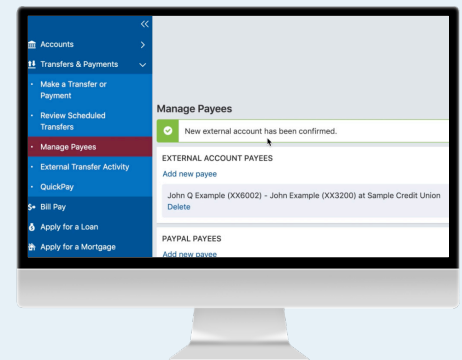 Accounts
Transfers & Payments
Make a Transfer or
Payment
Review Scheduled
Transfers
Manage Payees
External Transfer Activity
QuickPay
Bill Pay
Apply for a Loan
Apply for a Mortgage
Manage Payees
New external account has been confirmed.
EXTERNAL ACCOUNT PAYEES
Add new payee
John Q Example (XX6002) - John Example (XX3200) at Sample Credit Union
Delete
PAYPAL PAYEES
Add new payee